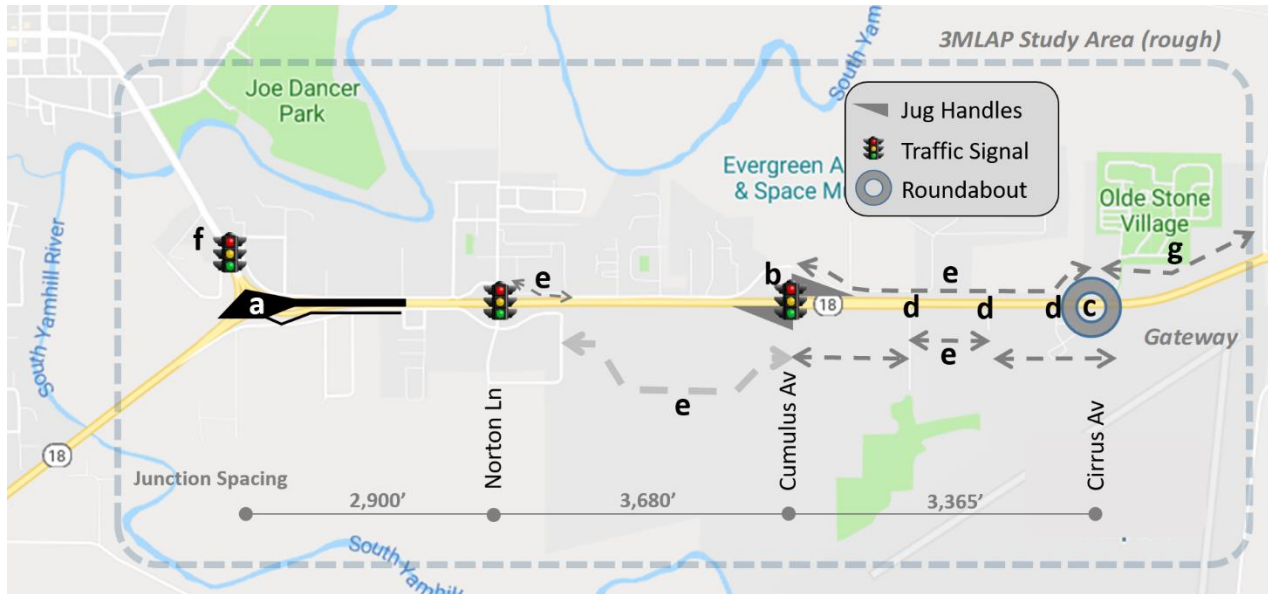 3MLAP Study Area (rough)
Joe Dancer
Park
South Yam
Jug Handles
Traffic Signal
Roundabout
Evergreen A
& Space Mu
Olde Stone
Village
South Yamhill River
f
a
e
b
18
e
d
d
d
c
g
Gateway
e
e
18
Norton Ln
Cumulus Av
Cirrus Av
Junction Spacing
2,900'
3,680'
3,365'
South Yamhill